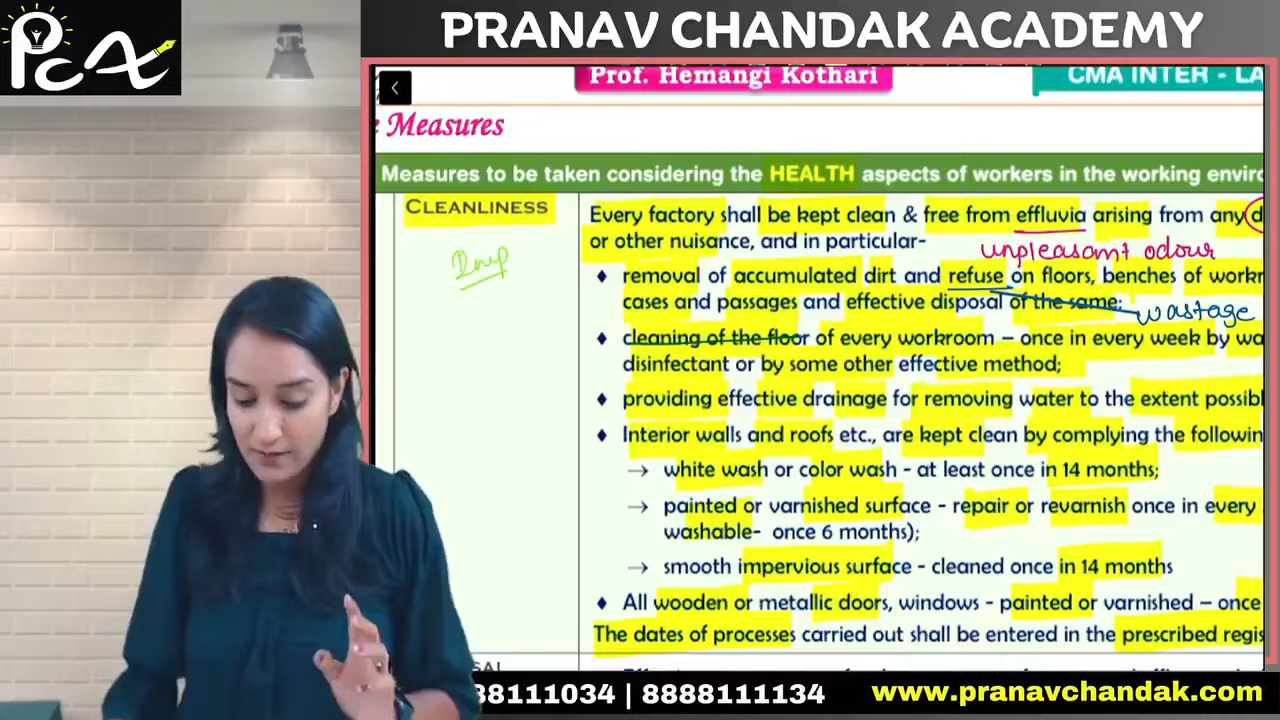 PCA
PRANAV CHANDAK ACADEMY
Prof. Hemangi Kothari
CMA INTER - LA
Measures
Measures to be taken considering the HEALTH aspects of workers in the working enviro
CLEANLINESS
Imp
Every factory shall be kept clean & free from effluvia arising from any d
or other nuisance, and in particular-
unpleasant odour
♦ removal of accumulated dirt and refuse on floors, benches of workr
cases and passages and effective disposal of the same;
wastage
♦ cleaning of the floor of every workroom – once in every week by wa
disinfectant or by some other effective method;
♦ providing effective drainage for removing water to the extent possibl
♦ Interior walls and roofs etc., are kept clean by complying the followin
→ white wash or color wash - at least once in 14 months;
→ painted or varnished surface - repair or revarnish once in every
washable- once 6 months);
→ smooth impervious surface - cleaned once in 14 months
♦ All wooden or metallic doors, windows - painted or varnished – once
The dates of processes carried out shall be entered in the prescribed regis
88111034 | 8888111134
www.pranavchandak.com